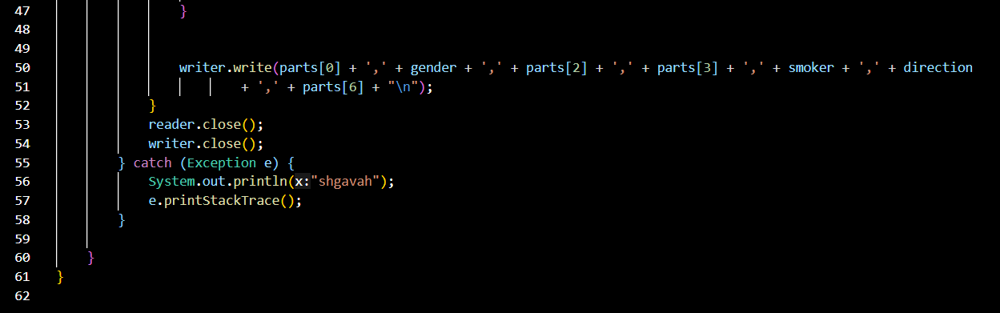 47 }
48
49
50 writer.write(parts[0] + ',' + gender + ',' + parts[2] + ',' + parts[3] + ',' + smoker + ',' + direction
51 + ',' + parts[6] + "\n");
52 }
53 reader.close();
54 writer.close();
55 } catch (Exception e) {
56 System.out.println(x:"shgavah");
57 e.printStackTrace();
58 }
59
60 }
61 }
62